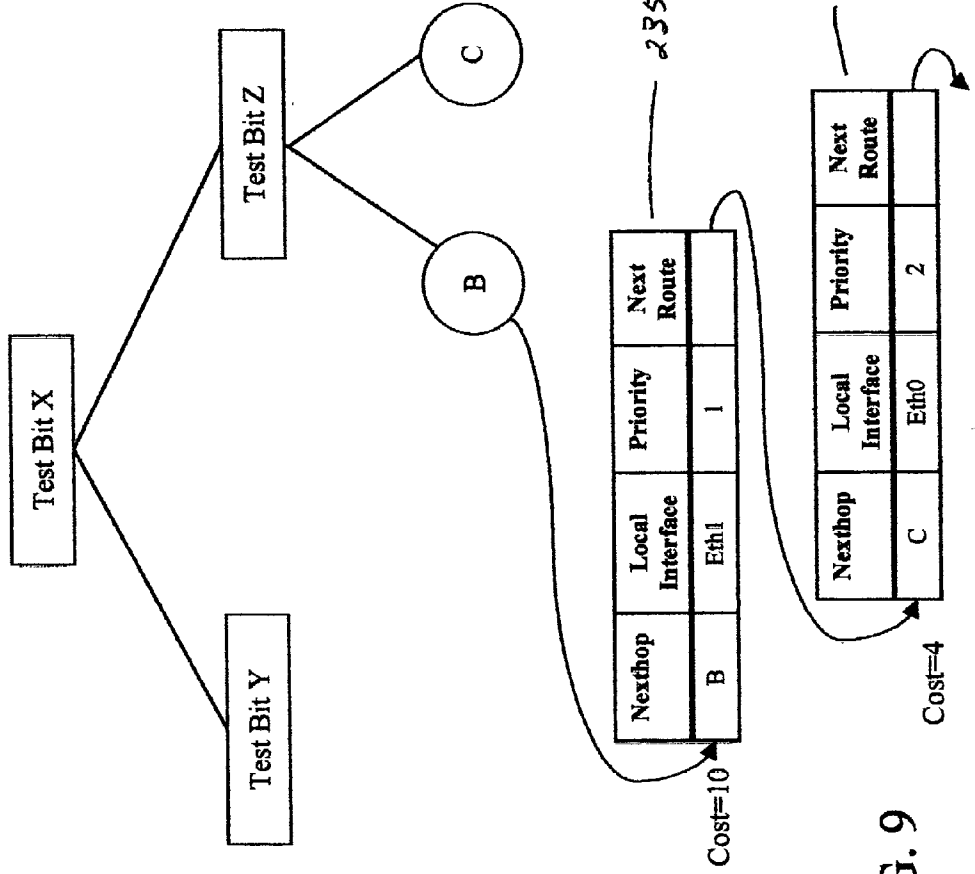 Test Bit X
Test Bit Y
Test Bit Z
B
C
235
Nexthop
Local
Interface
Priority
Next
Route
B
Eth1
1
Cost=10
Nexthop
Local
Interface
Priority
Next
Route
C
Eth0
2
Cost=4
G. 9